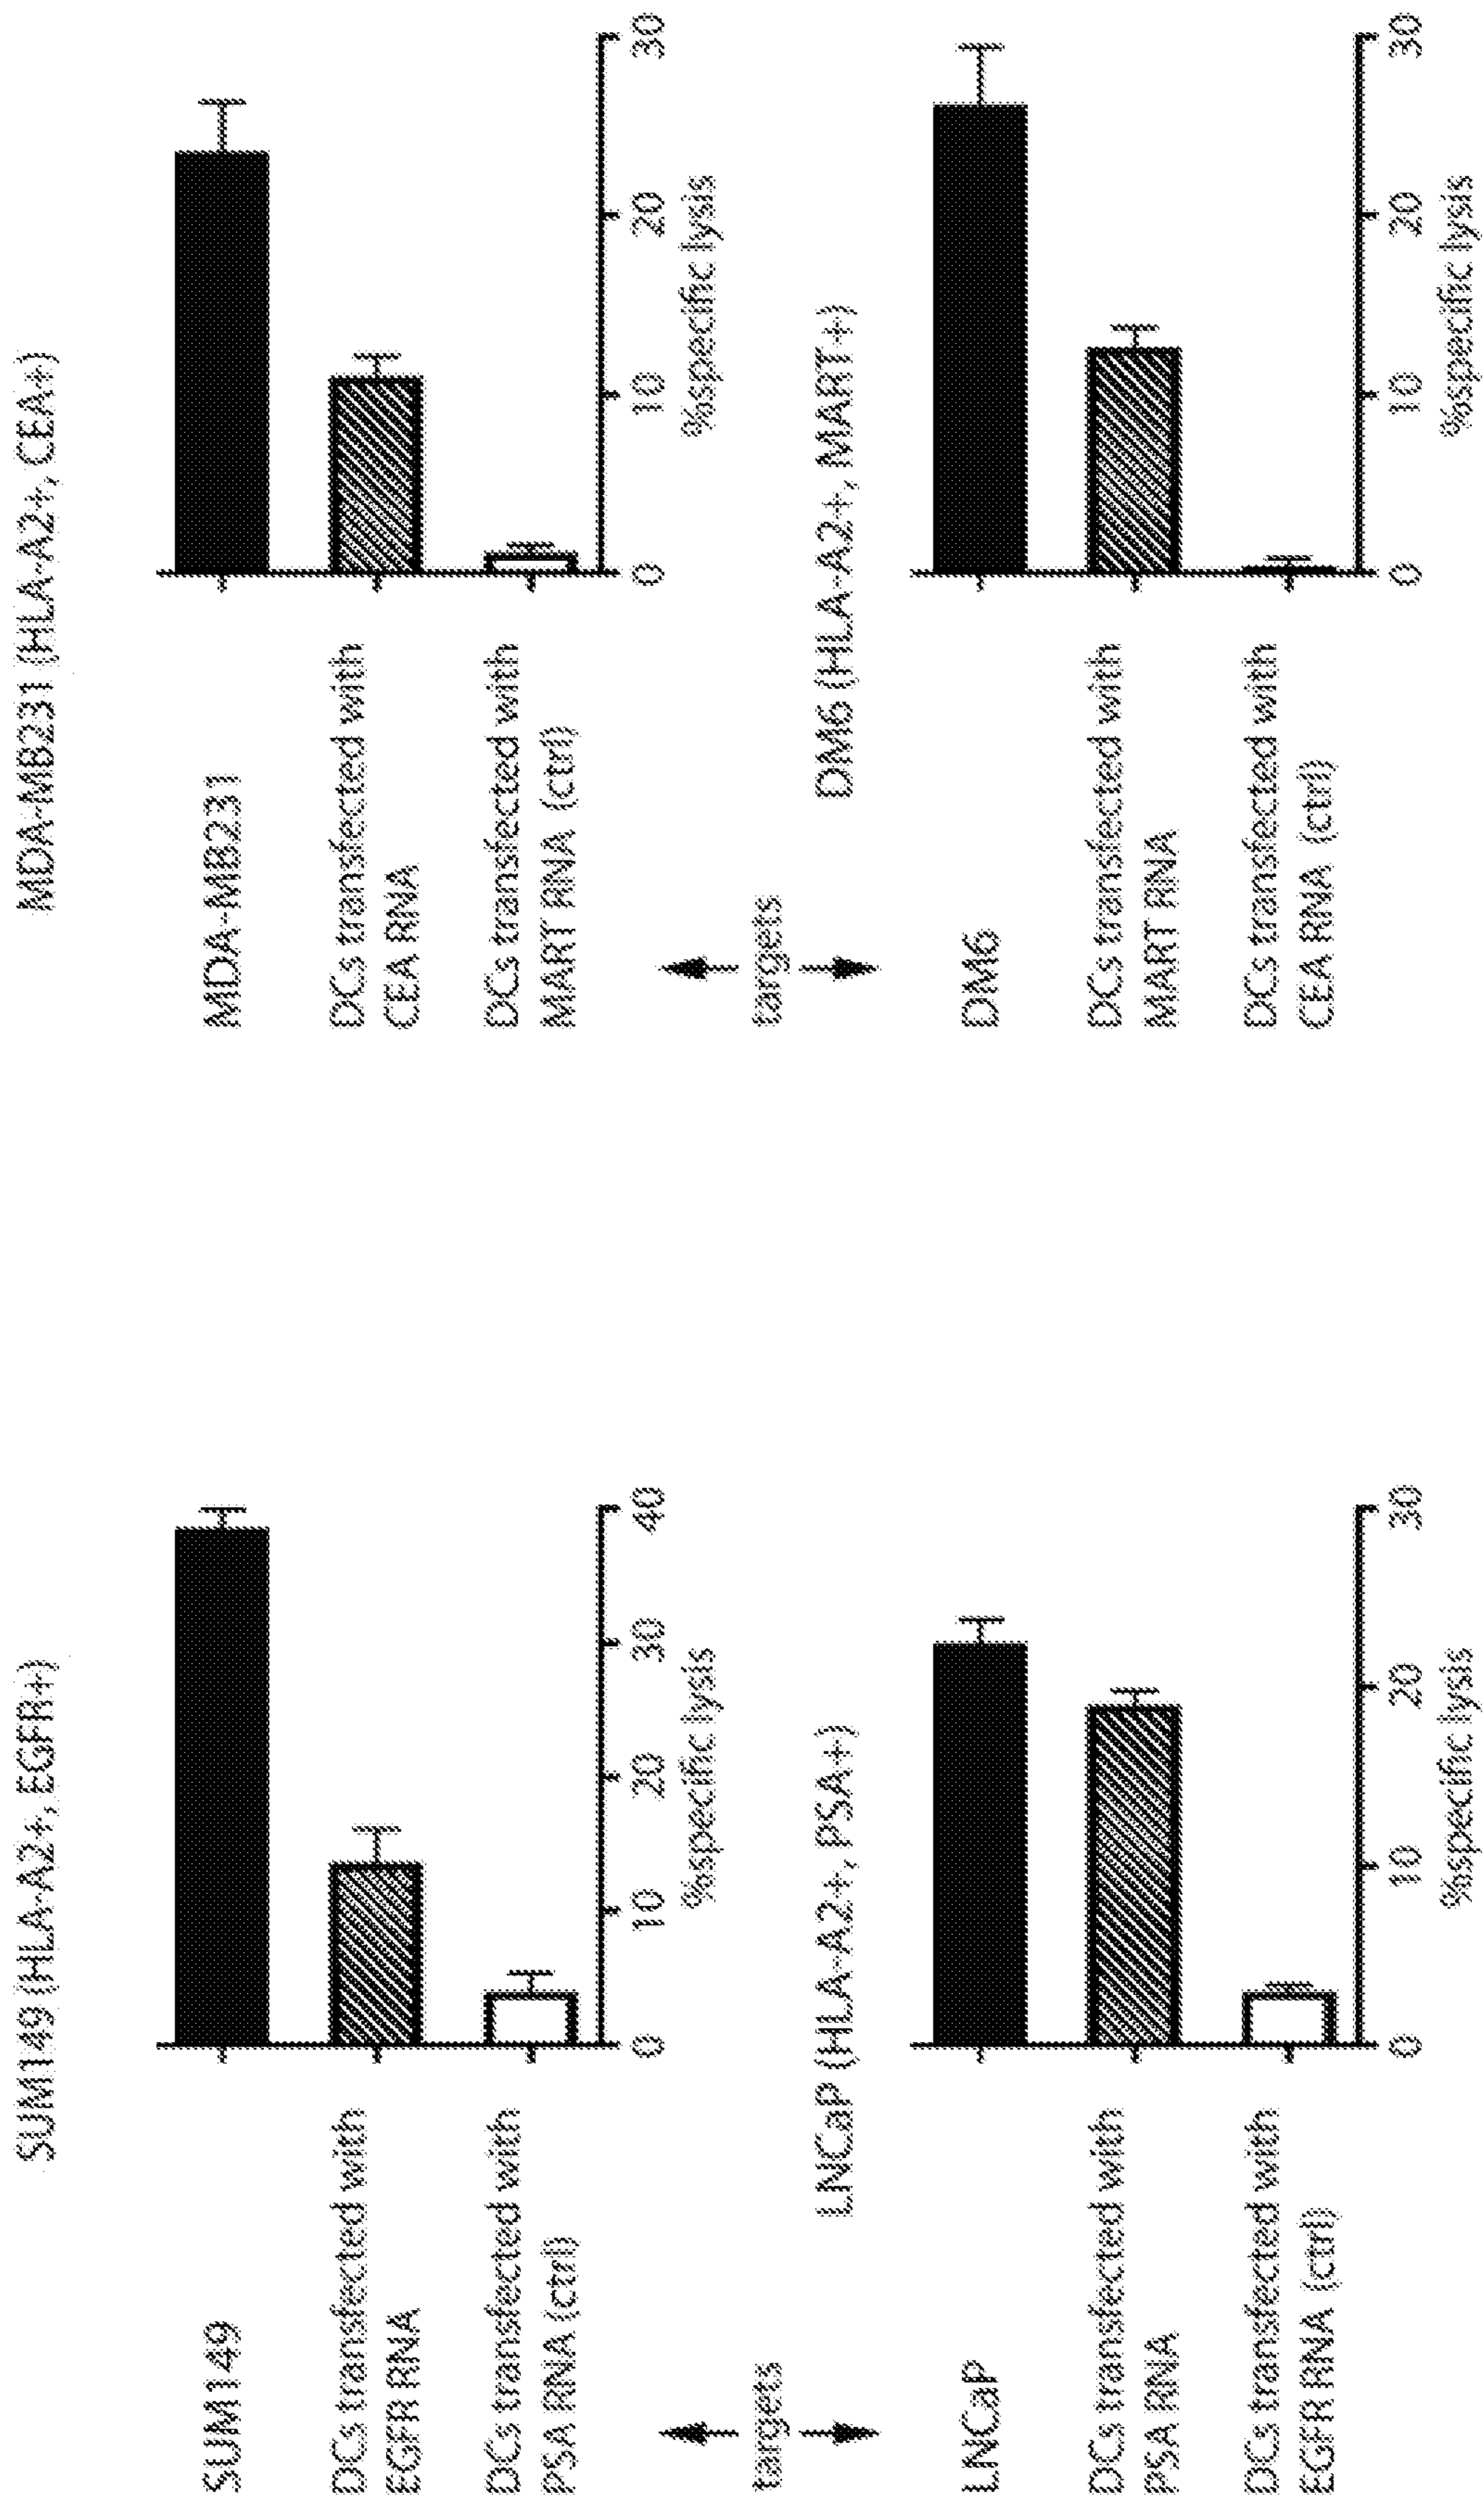 SUM149 (HLA-A2+, EGFR+)
SUM149
DCs transfected with
EGFR RNA
DCs transfected with
PSA RNA (ctrl)
0 10 20 30 40
%specific lysis
targets
LNCaP (HLA-A2+, PSA+)
LNCaP
DCs transfected with
PSA RNA
DCs transfected with
EGFR RNA (ctrl)
0 10 20 30
%specific lysis
MDA-MB231 (HLA-A2+, CEA+)
MDA-MB231
DCs transfected with
CEA RNA
DCs transfected with
MART RNA (ctrl)
0 10 20 30
%specific lysis
targets
DM6 (HLA-A2+, MART+)
DM6
DCs transfected with
MART RNA
DCs transfected with
CEA RNA (ctrl)
0 10 20 30
%specific lysis